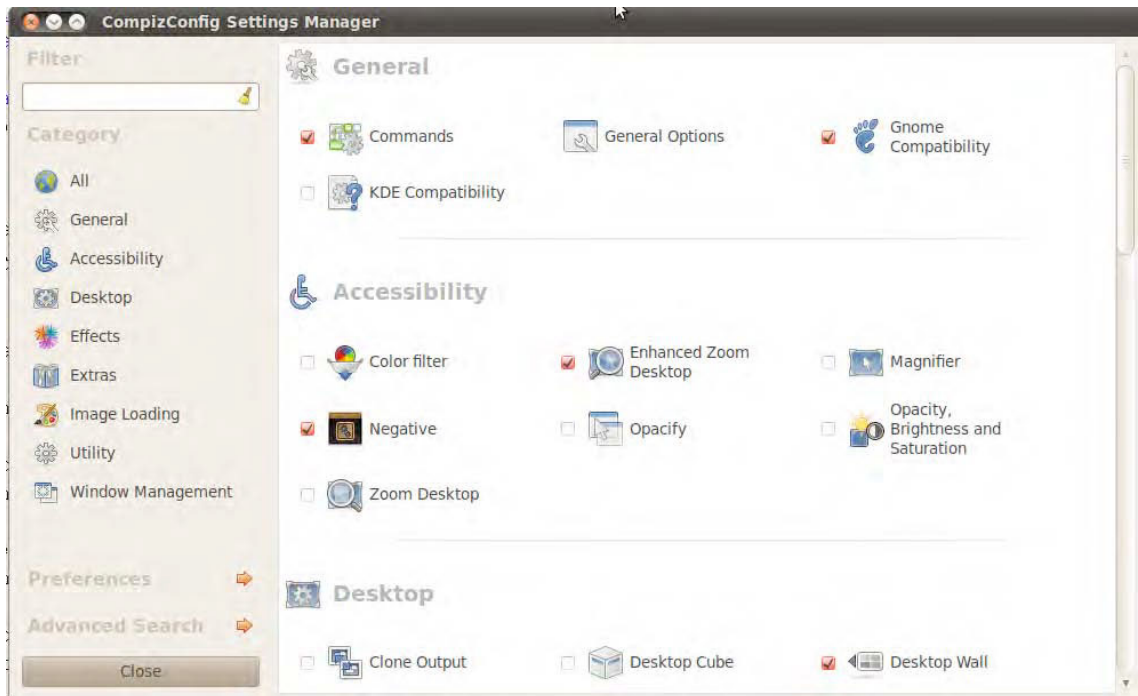 CompizConfig Settings Manager
Filter
Category
All
General
Accessibility
Desktop
Effects
Extras
Image Loading
Utility
Window Management
Preferences
Advanced Search
Close
General
Commands
General Options
Gnome
Compatibility
KDE Compatibility
Accessibility
Color filter
Enhanced Zoom
Desktop
Magnifier
Negative
Opacify
Opacity,
Brightness and
Saturation
Zoom Desktop
Desktop
Clone Output
Desktop Cube
Desktop Wall